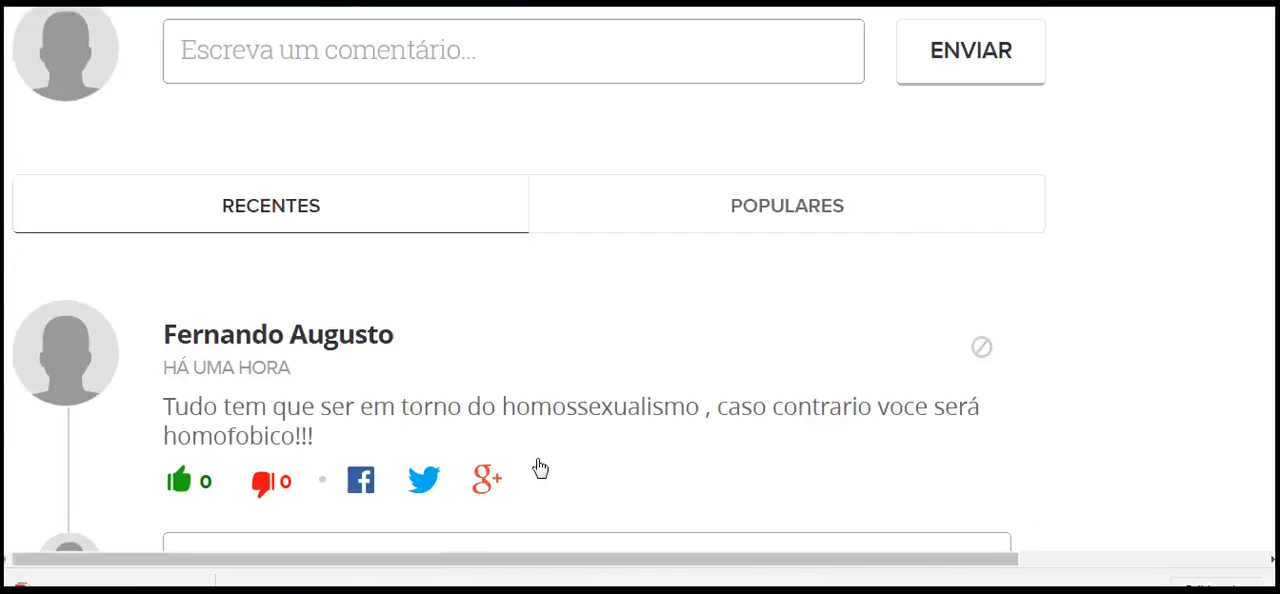 Escreva um comentário...
ENVIAR
RECENTES
POPULARES
Fernando Augusto
HÁ UMA HORA
Tudo tem que ser em torno do homossexualismo , caso contrario voce será
homofobico!!!
0
0
g+